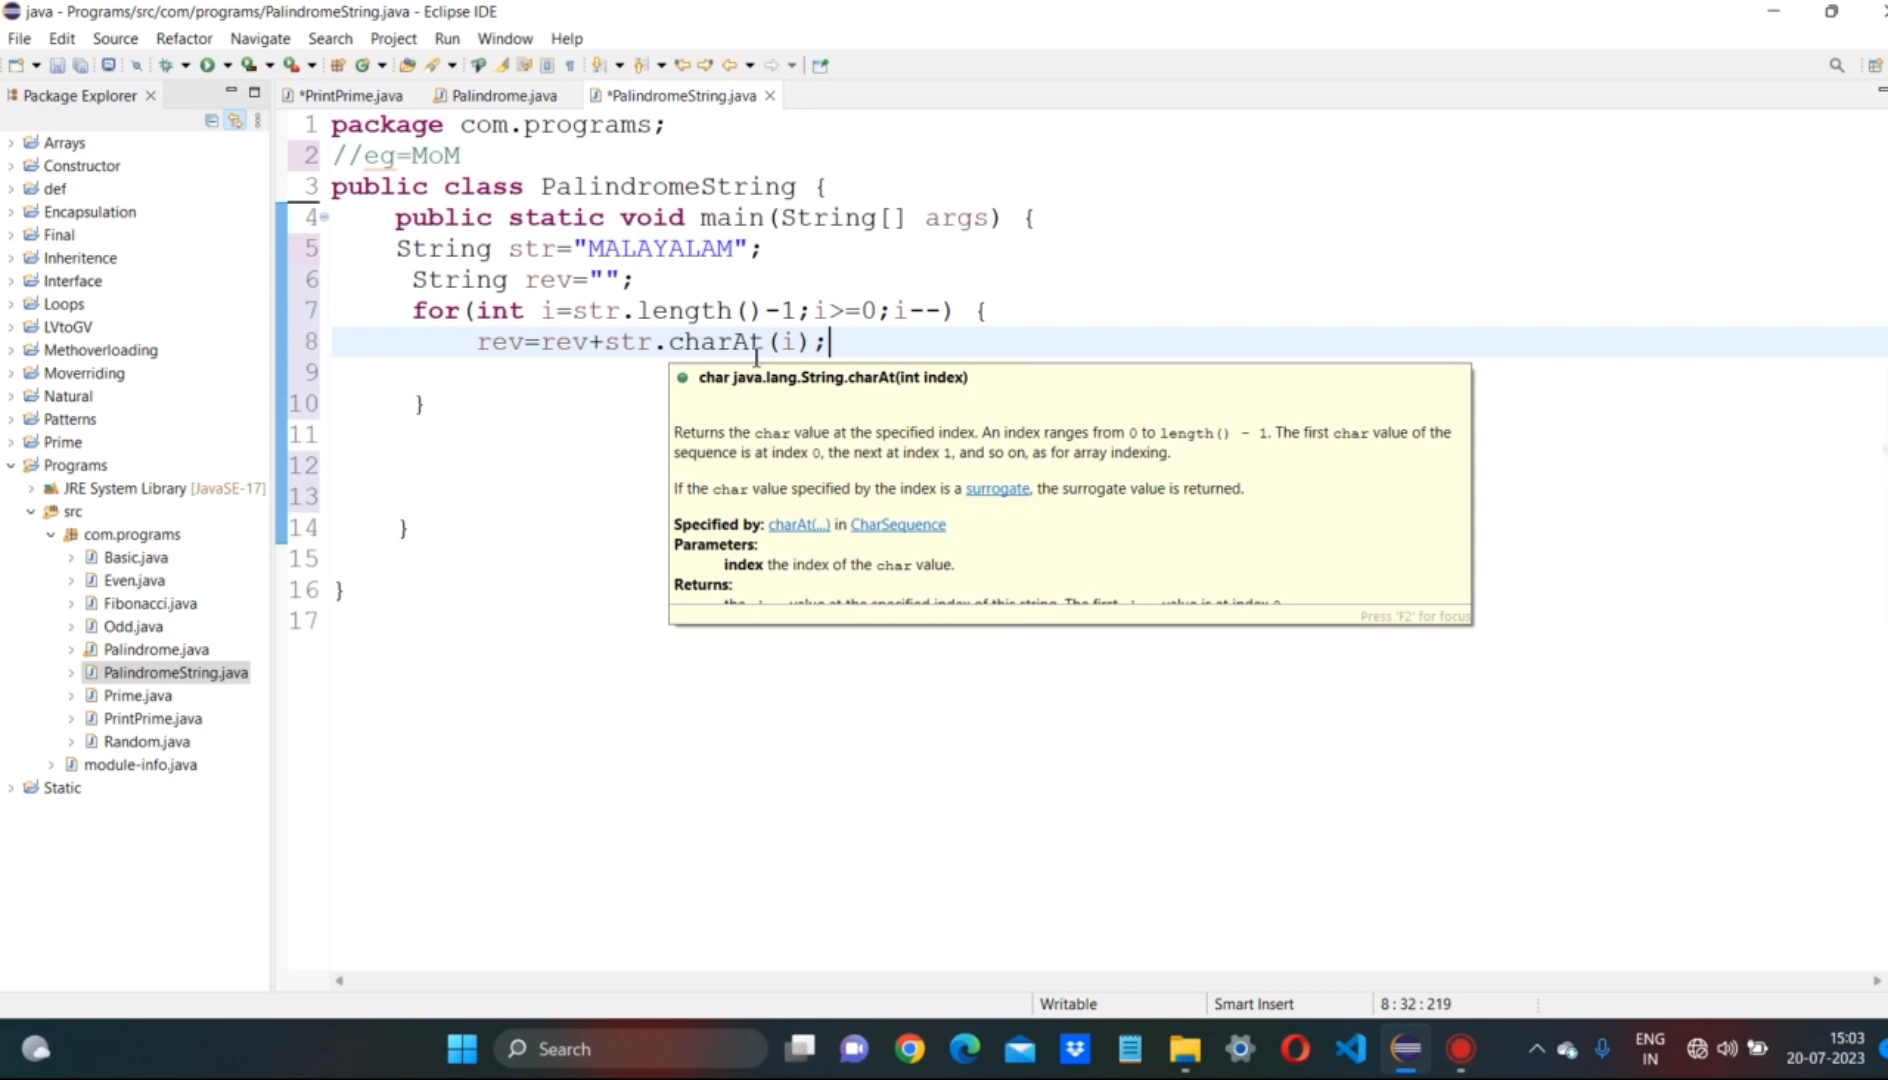 java - Programs/src/com/programs/PalindromeString.java - Eclipse IDE
File Edit Source Refactor Navigate Search Project Run Window Help
Package Explorer
*PrintPrime.java Palindrome.java *PalindromeString.java
Arrays
Constructor
def
Encapsulation
Final
Inheritence
Interface
Loops
LVtoGV
Methoverloading
Moverriding
Natural
Patterns
Prime
Programs
JRE System Library [JavaSE-17]
src
com.programs
Basic.java
Even.java
Fibonacci.java
Odd.java
Palindrome.java
PalindromeString.java
Prime.java
PrintPrime.java
Random.java
module-info.java
Static
1 package com.programs;
2 //eg=MoM
3 public class PalindromeString {
4 public static void main(String[] args) {
5 String str="MALAYALAM";
6 String rev="";
7 for(int i=str.length()-1;i>=0;i--) {
8 rev=rev+str.charAt(i);
9
10 }
11
12
13
14 }
15
16 }
17
char java.lang.String.charAt(int index)
Returns the char value at the specified index. An index ranges from 0 to length() - 1. The first char value of the
sequence is at index 0, the next at index 1, and so on, as for array indexing.
If the char value specified by the index is a surrogate, the surrogate value is returned.
Specified by: charAt(...) in CharSequence
Parameters:
index the index of the char value.
Returns:
Press 'F2' for focus
Writable Smart Insert 8 : 32 : 219
Search
ENG
IN
15:03
20-07-2023